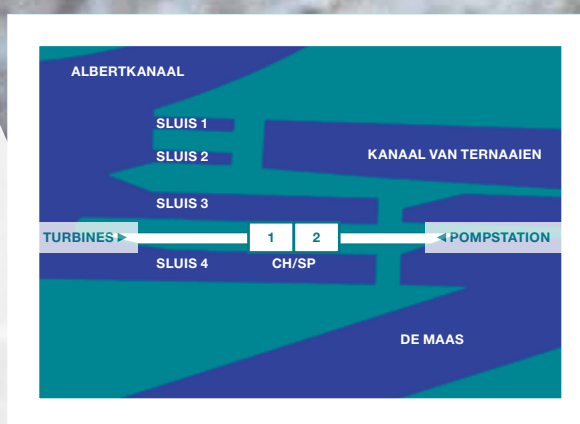 ALBERTKANAAL
SLUIS 1
SLUIS 2
KANAAL VAN TERNAAIEN
SLUIS 3
TURBINES ▶ 1 2 ◀ POMPSTATION
SLUIS 4 CH/SP
DE MAAS